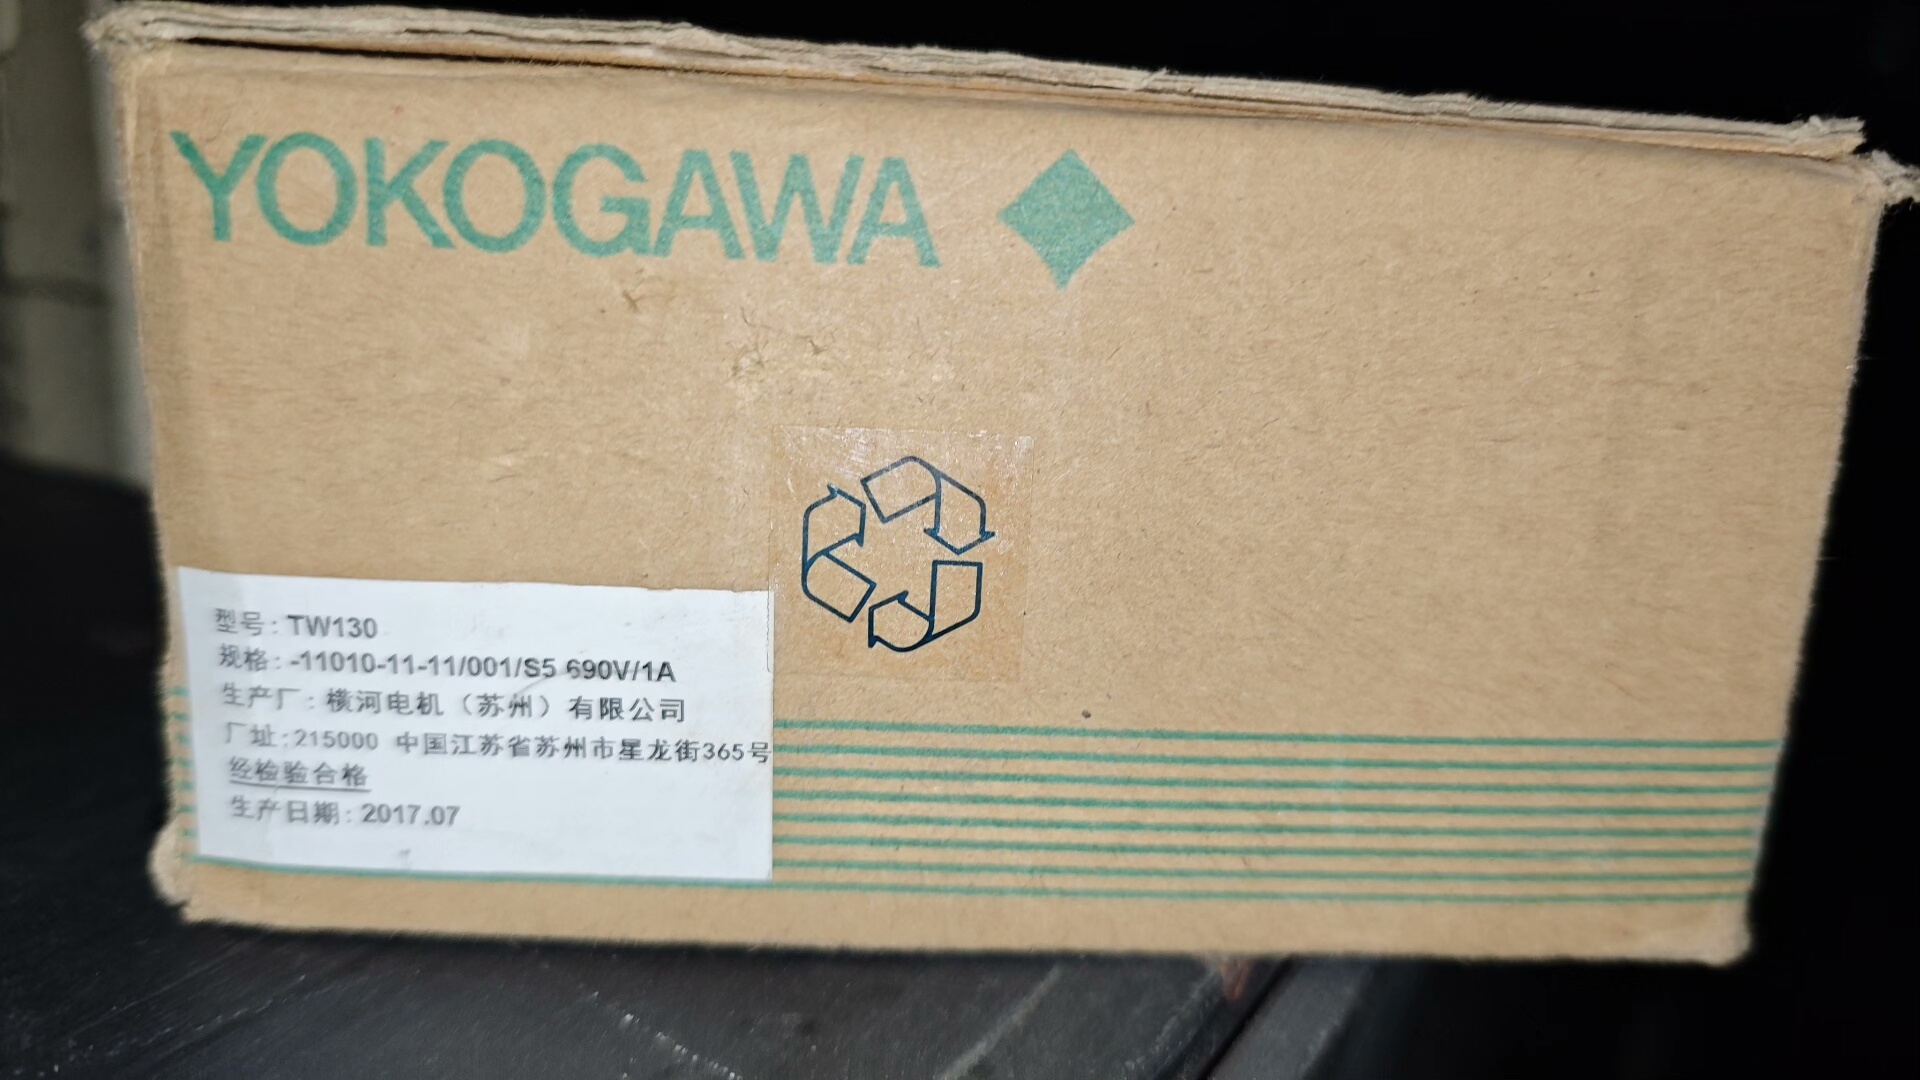 YOKOGAWA
型号: TW130
规格: -11010-11-11/001/S5 690V/1A
生产厂: 横河电机（苏州）有限公司
厂址:215000 中国江苏省苏州市星龙街365号
经检验合格
生产日期: 2017.07